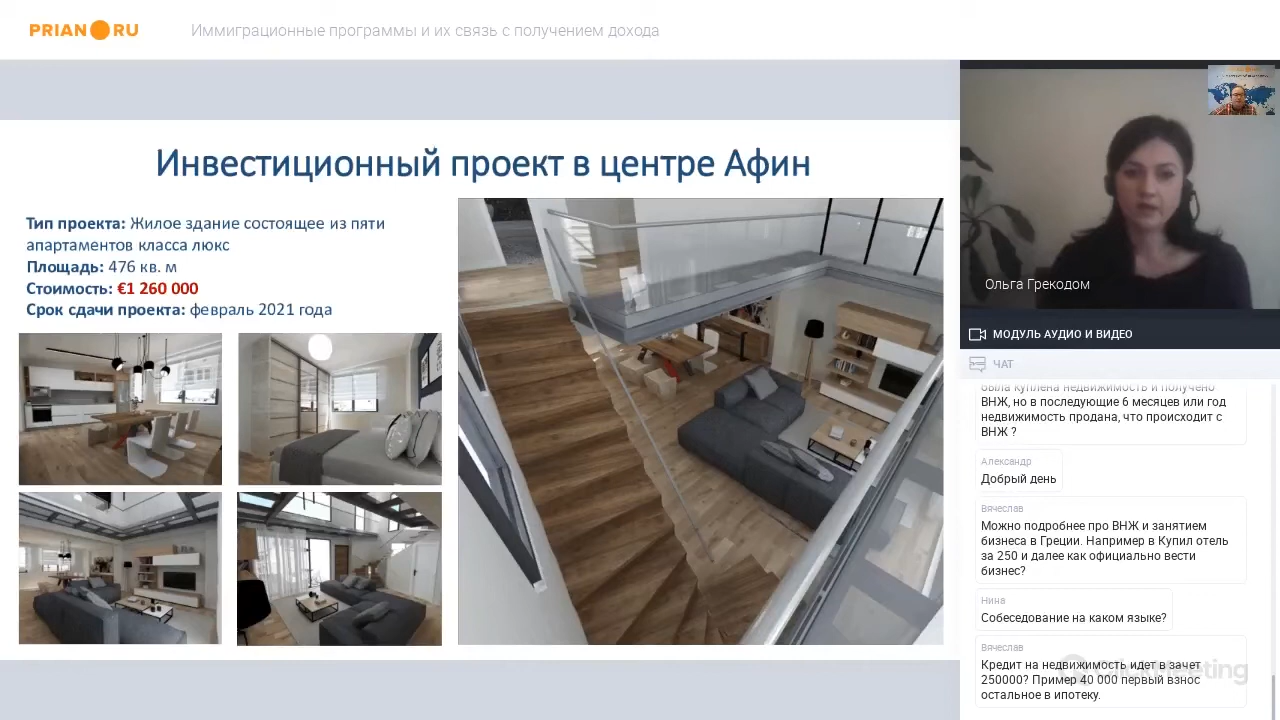 PRIAN RU
Иммиграционные программы и их связь с получением дохода
Инвестиционный проект в центре Афин
Тип проекта: Жилое здание состоящее из пяти
апартаментов класса люкс
Площадь: 476 кв. м
Стоимость: €1 260 000
Срок сдачи проекта: февраль 2021 года
Ольга Грекодом
МОДУЛЬ АУДИО И ВИДЕО
ЧАТ
была куплена недвижимость и получено
ВНЖ, но в последующие 6 месяцев или год
недвижимость продана, что происходит с
ВНЖ ?
Александр
Добрый день
Вячеслав
Можно подробнее про ВНЖ и занятием
бизнеса в Греции. Например в Купил отель
за 250 и далее как официально вести
бизнес?
Нина
Собеседование на каком языке?
Вячеслав
Кредит на недвижимость идет в зачет
250000? Пример 40 000 первый взнос
остальное в ипотеку.
ClickMeeting